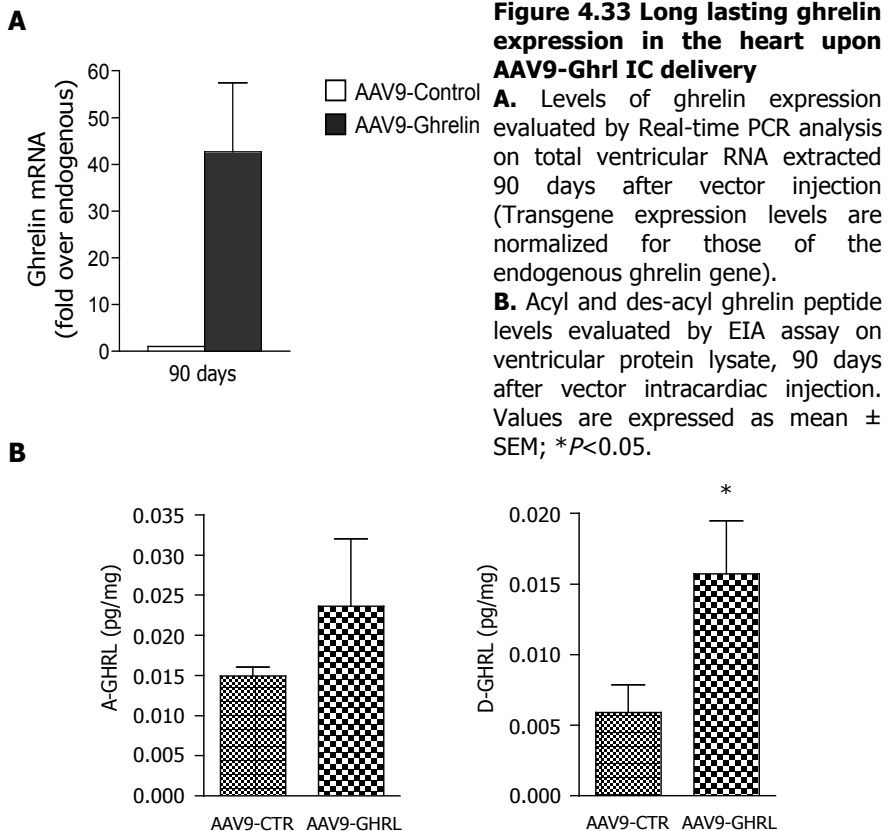 A
Ghrelin mRNA
(fold over endogenous)
60
50
40
30
20
10
0
90 days
AAV9-Control
AAV9-Ghrelin
Figure 4.33 Long lasting ghrelin
expression in the heart upon
AAV9-Ghrl IC delivery
A. Levels of ghrelin expression
evaluated by Real-time PCR analysis
on total ventricular RNA extracted
90 days after vector injection
(Transgene expression levels are
normalized for those of the
endogenous ghrelin gene).
B. Acyl and des-acyl ghrelin peptide
levels evaluated by EIA assay on
ventricular protein lysate, 90 days
after vector intracardiac injection.
Values are expressed as mean ±
SEM; *P<0.05.
B
A-GHRL (pg/mg)
0.035
0.030
0.025
0.020
0.015
0.010
0.005
0.000
AAV9-CTR AAV9-GHRL
D-GHRL (pg/mg)
0.020
0.015
0.010
0.005
0.000
*
AAV9-CTR AAV9-GHRL